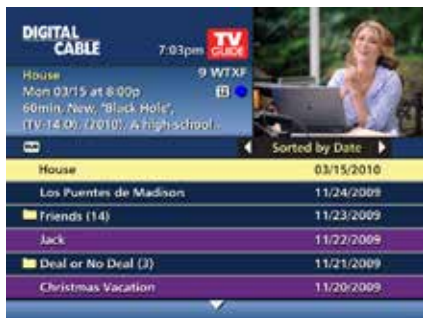 DIGITAL
CABLE
7:03pm
TV
GUIDE
House
9 WTXF
Mon 03/15 at 8:00p
60min, New, "Black Hole",
(TV-14 D), (2010), A high-school...
Sorted by Date
House 03/15/2010
Los Puentes de Madison 11/24/2009
Friends (14) 11/23/2009
Jack 11/22/2009
Deal or No Deal (3) 11/21/2009
Christmas Vacation 11/20/2009